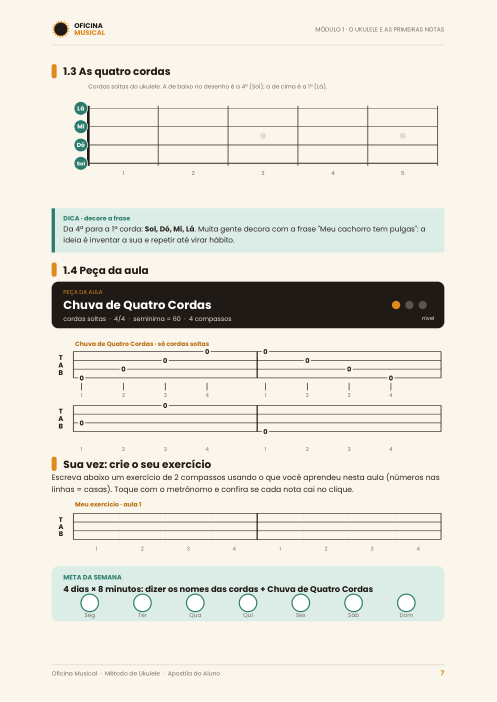 OFICINA
MUSICAL
MÓDULO 1 · O UKULELE E AS PRIMEIRAS NOTAS
1.3 As quatro cordas
Cordas soltas do ukulele. A de baixo no desenho é a 4ª (Sol); a de cima é a 1ª (Lá).
Lá
Mi
Dó
Sol
1 2 3 4 5
DICA · decore a frase
Da 4ª para a 1ª corda: Sol, Dó, Mi, Lá. Muita gente decora com a frase "Meu cachorro tem pulgas": a
ideia é inventar a sua e repetir até virar hábito.
1.4 Peça da aula
PEÇA DA AULA
Chuva de Quatro Cordas
cordas soltas · 4/4 · semínima = 60 · 4 compassos
nível
Chuva de Quatro Cordas · só cordas soltas
T
A
B
0 0 0 0 0 0 0 0
1 2 3 4 1 2 3 4
T
A
B
0 0 0
1 2 3 4 1 2 3 4
Sua vez: crie o seu exercício
Escreva abaixo um exercício de 2 compassos usando o que você aprendeu nesta aula (números nas
linhas = casas). Toque com o metrônomo e confira se cada nota cai no clique.
Meu exercício · aula 1
T
A
B
1 2 3 4 1 2 3 4
META DA SEMANA
4 dias × 8 minutos: dizer os nomes das cordas + Chuva de Quatro Cordas
Seg Ter Qua Qui Sex Sáb Dom
Oficina Musical · Método de Ukulele · Apostila do Aluno
7